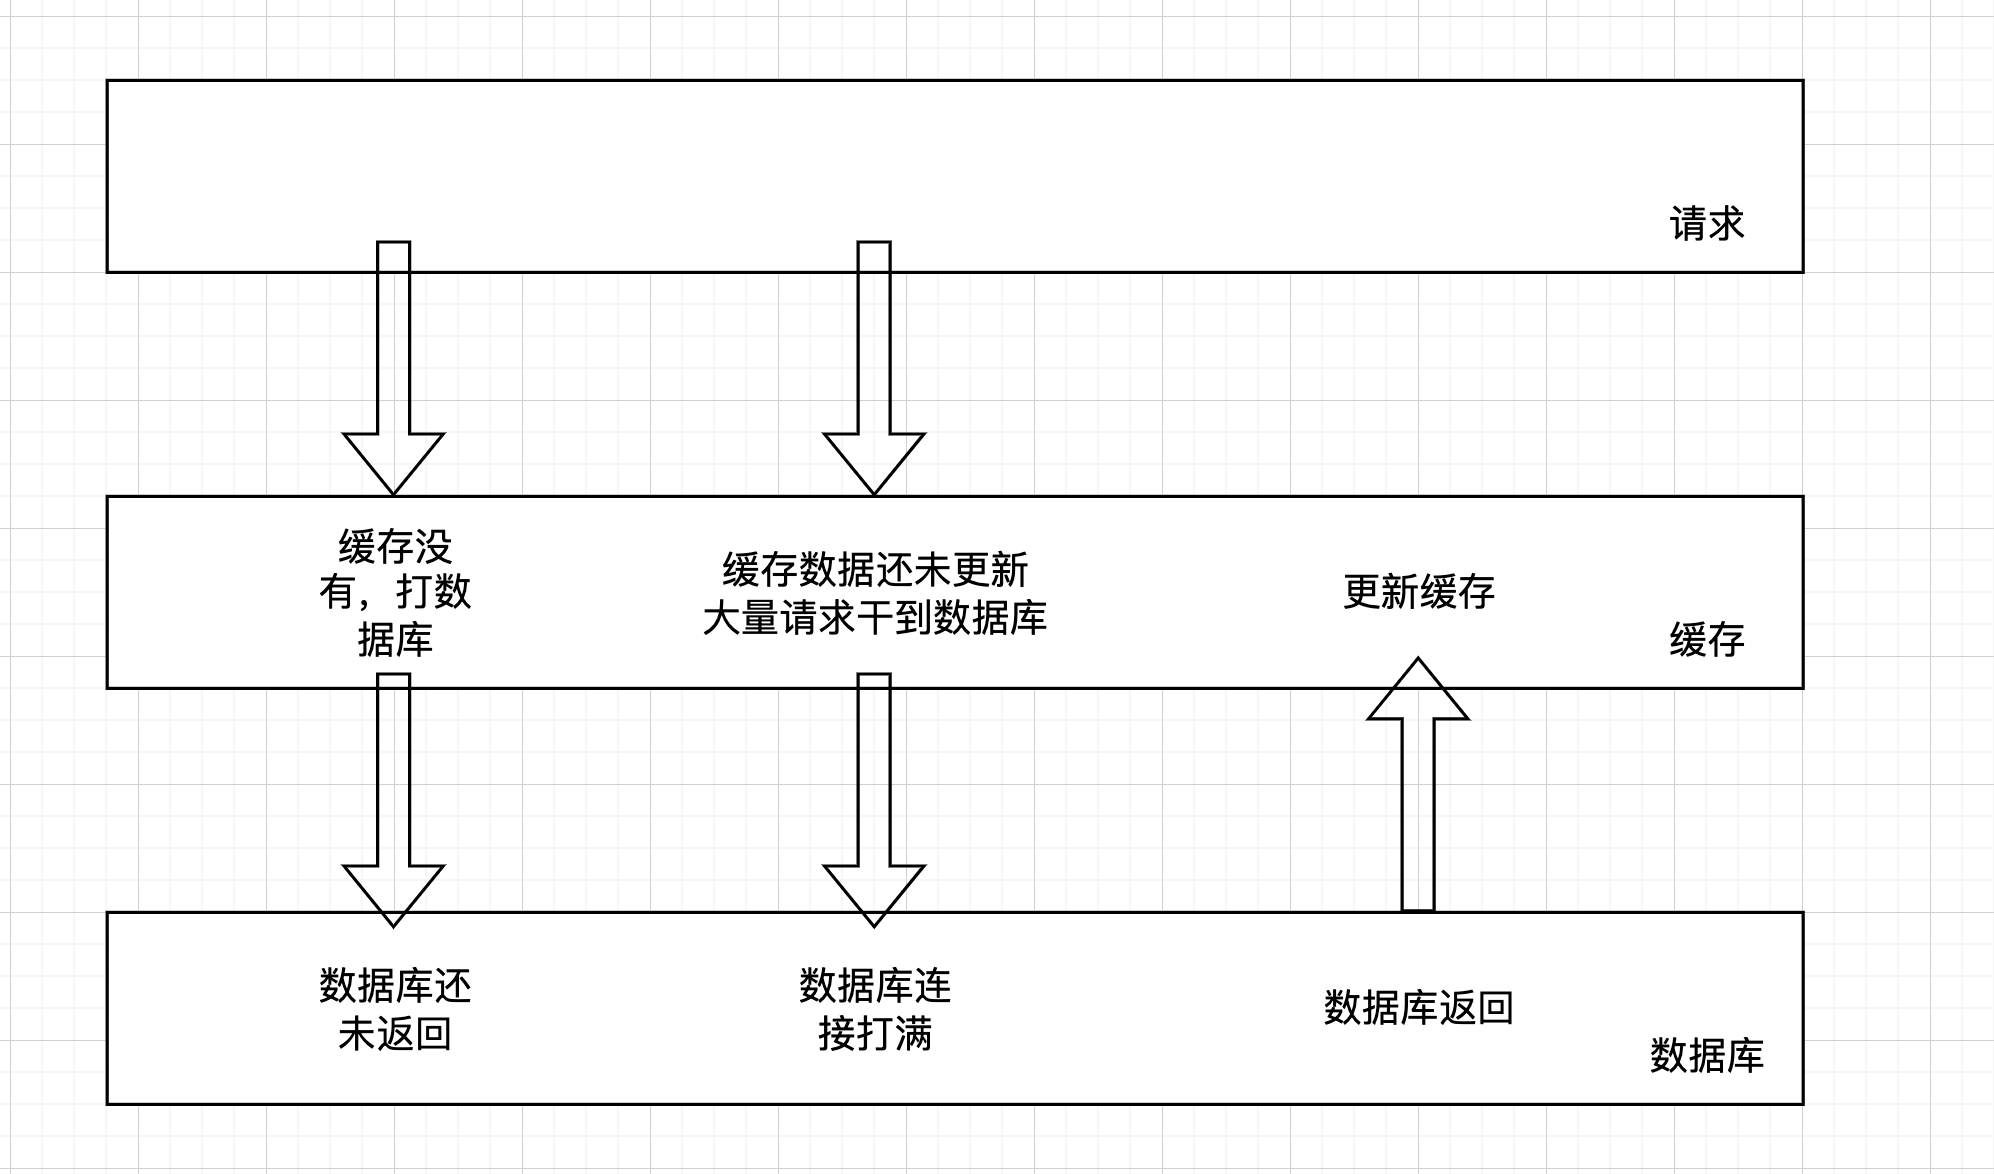 请求
缓存没
有，打数
据库
缓存数据还未更新
大量请求干到数据库
更新缓存
缓存
数据库还
未返回
数据库连
接打满
数据库返回
数据库